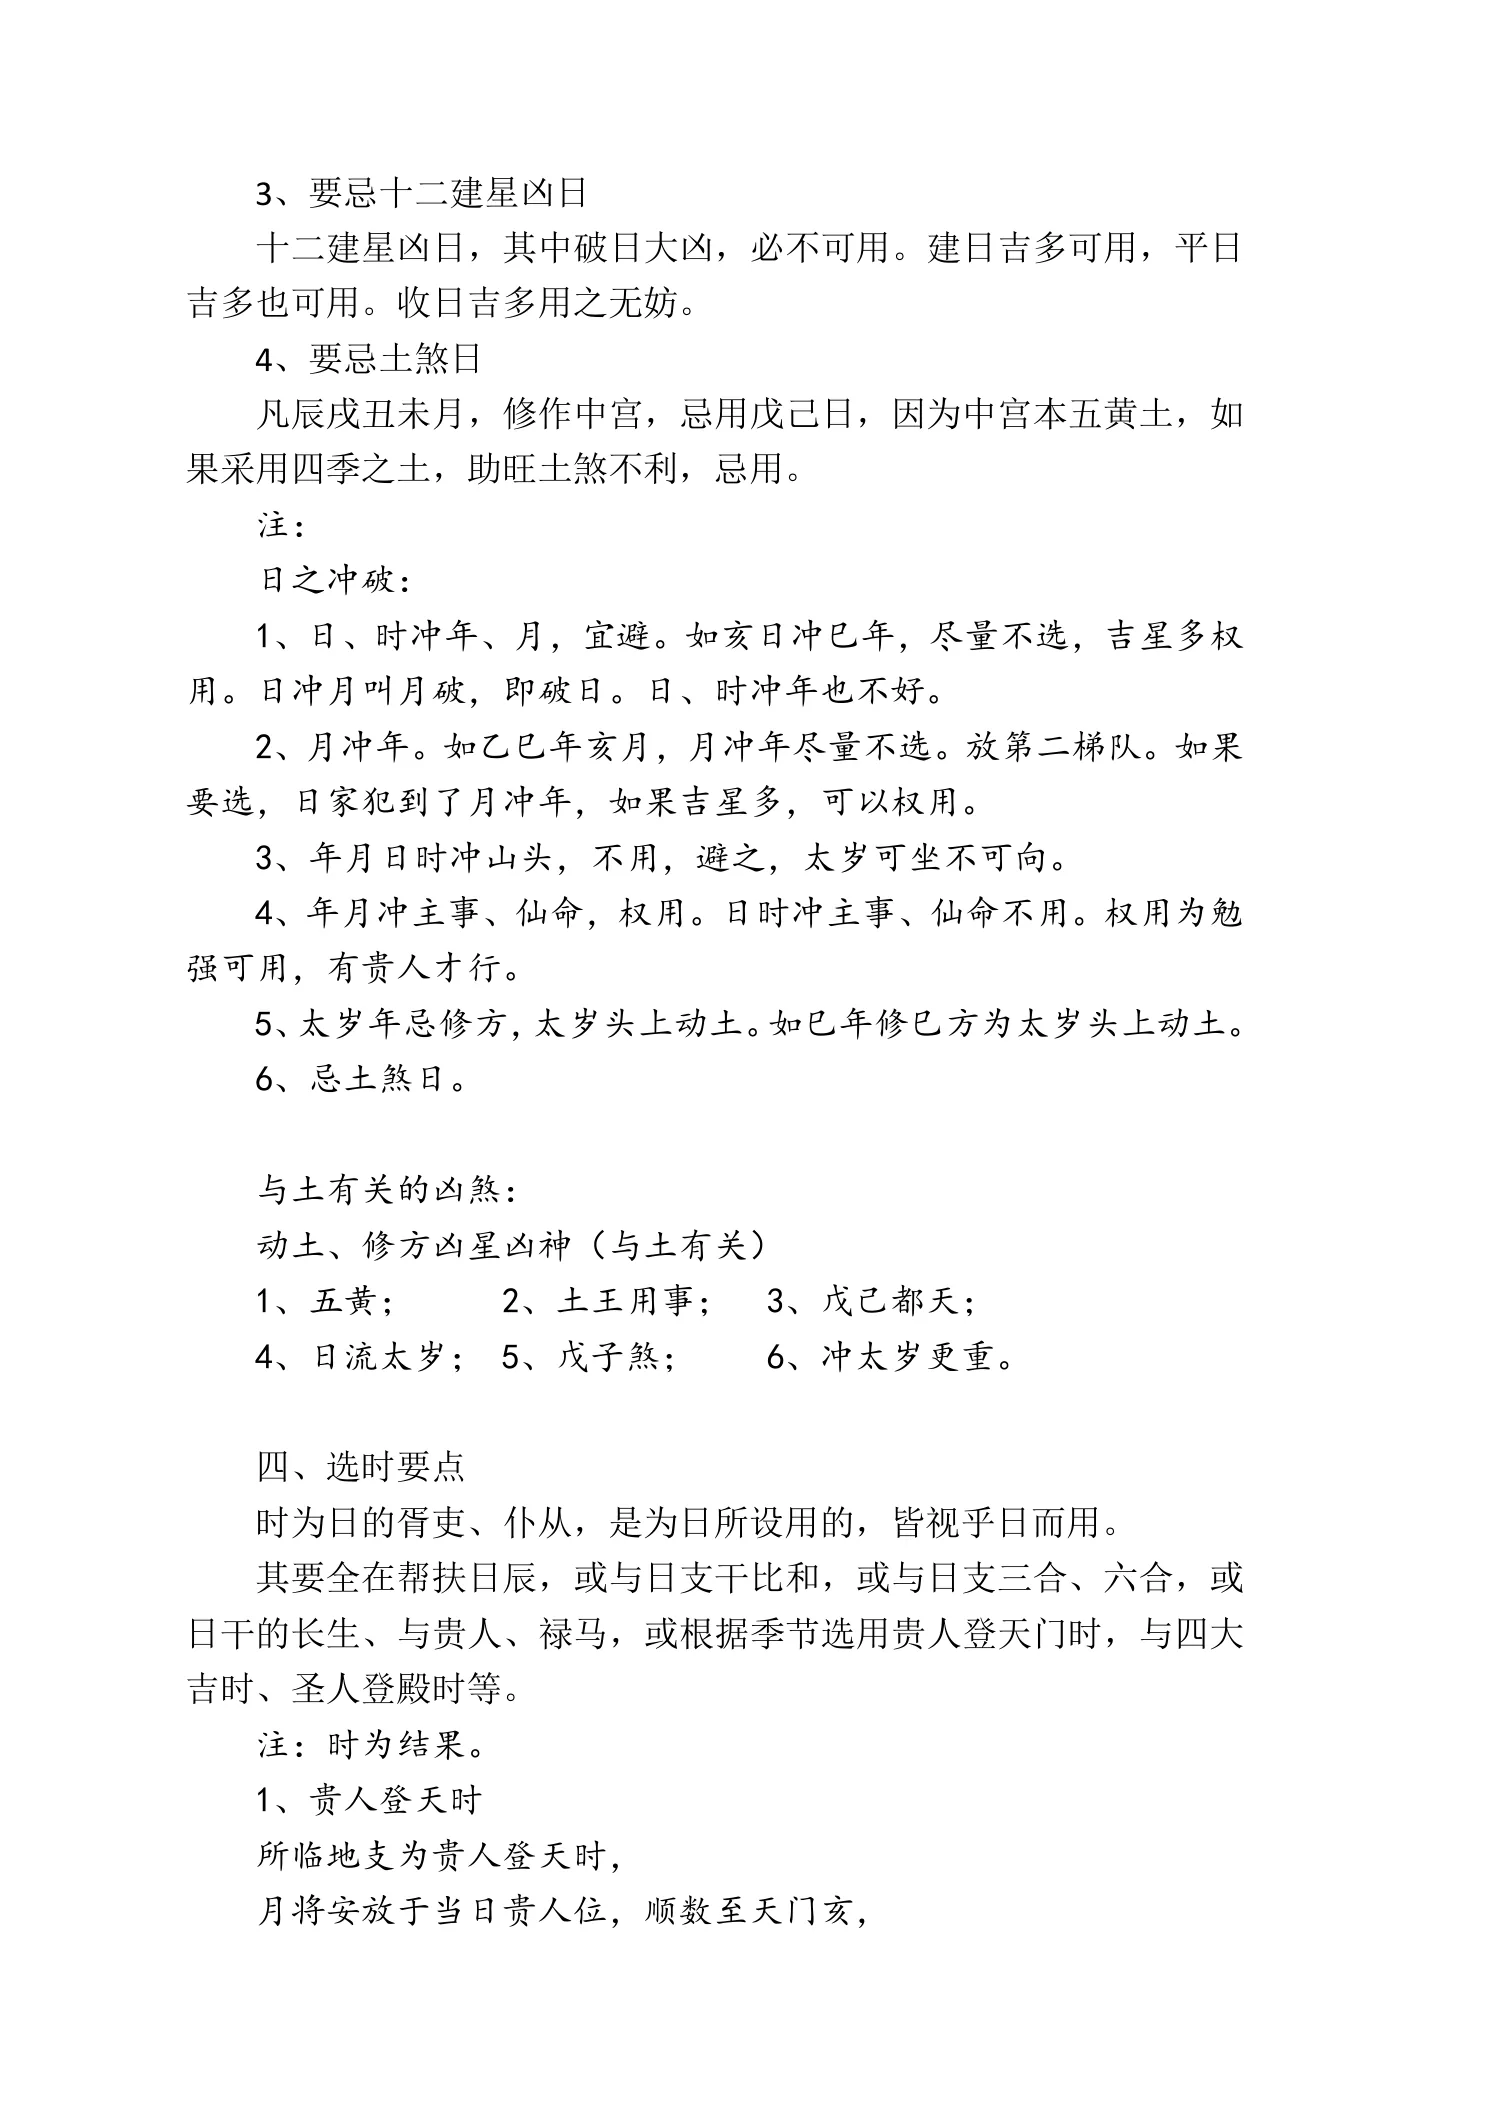 3、要忌十二建星凶日
十二建星凶日，其中破日大凶，必不可用。建日吉多可用，平日
吉多也可用。收日吉多用之无妨。
4、要忌土煞日
凡辰戌丑未月，修作中宫，忌用戊己日，因为中宫本五黄土，如
果采用四季之土，助旺土煞不利，忌用。
注：
日之冲破：
1、日、时冲年、月，宜避。如亥日冲巳年，尽量不选，吉星多权
用。日冲月叫月破，即破日。日、时冲年也不好。
2、月冲年。如乙巳年亥月，月冲年尽量不选。放第二梯队。如果
要选，日家犯到了月冲年，如果吉星多，可以权用。
3、年月日时冲山头，不用，避之，太岁可坐不可向。
4、年月冲主事、仙命，权用。日时冲主事、仙命不用。权用为勉
强可用，有贵人才行。
5、太岁年忌修方，太岁头上动土。如巳年修巳方为太岁头上动土。
6、忌土煞日。
与土有关的凶煞：
动土、修方凶星凶神（与土有关）
1、五黄； 2、土王用事； 3、戊己都天；
4、日流太岁； 5、戊子煞； 6、冲太岁更重。
四、选时要点
时为日的胥吏、仆从，是为日所设用的，皆视乎日而用。
其要全在帮扶日辰，或与日支干比和，或与日支三合、六合，或
日干的长生、与贵人、禄马，或根据季节选用贵人登天门时，与四大
吉时、圣人登殿时等。
注：时为结果。
1、贵人登天时
所临地支为贵人登天时，
月将安放于当日贵人位，顺数至天门亥，